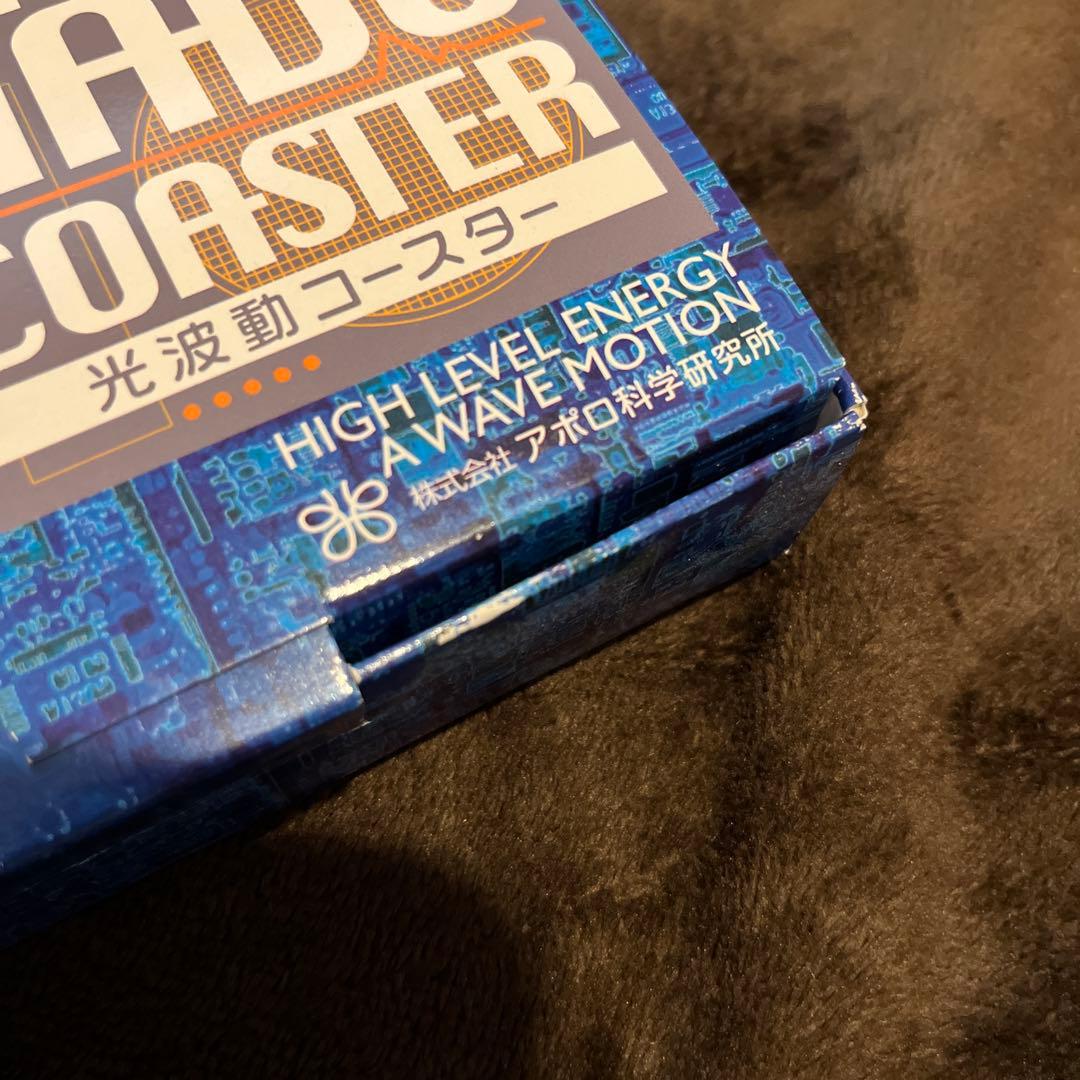 COASTER
光波動コースター
HIGH LEVEL ENERGY
A WAVE MOTION
株式会社 アポロ科学研究所